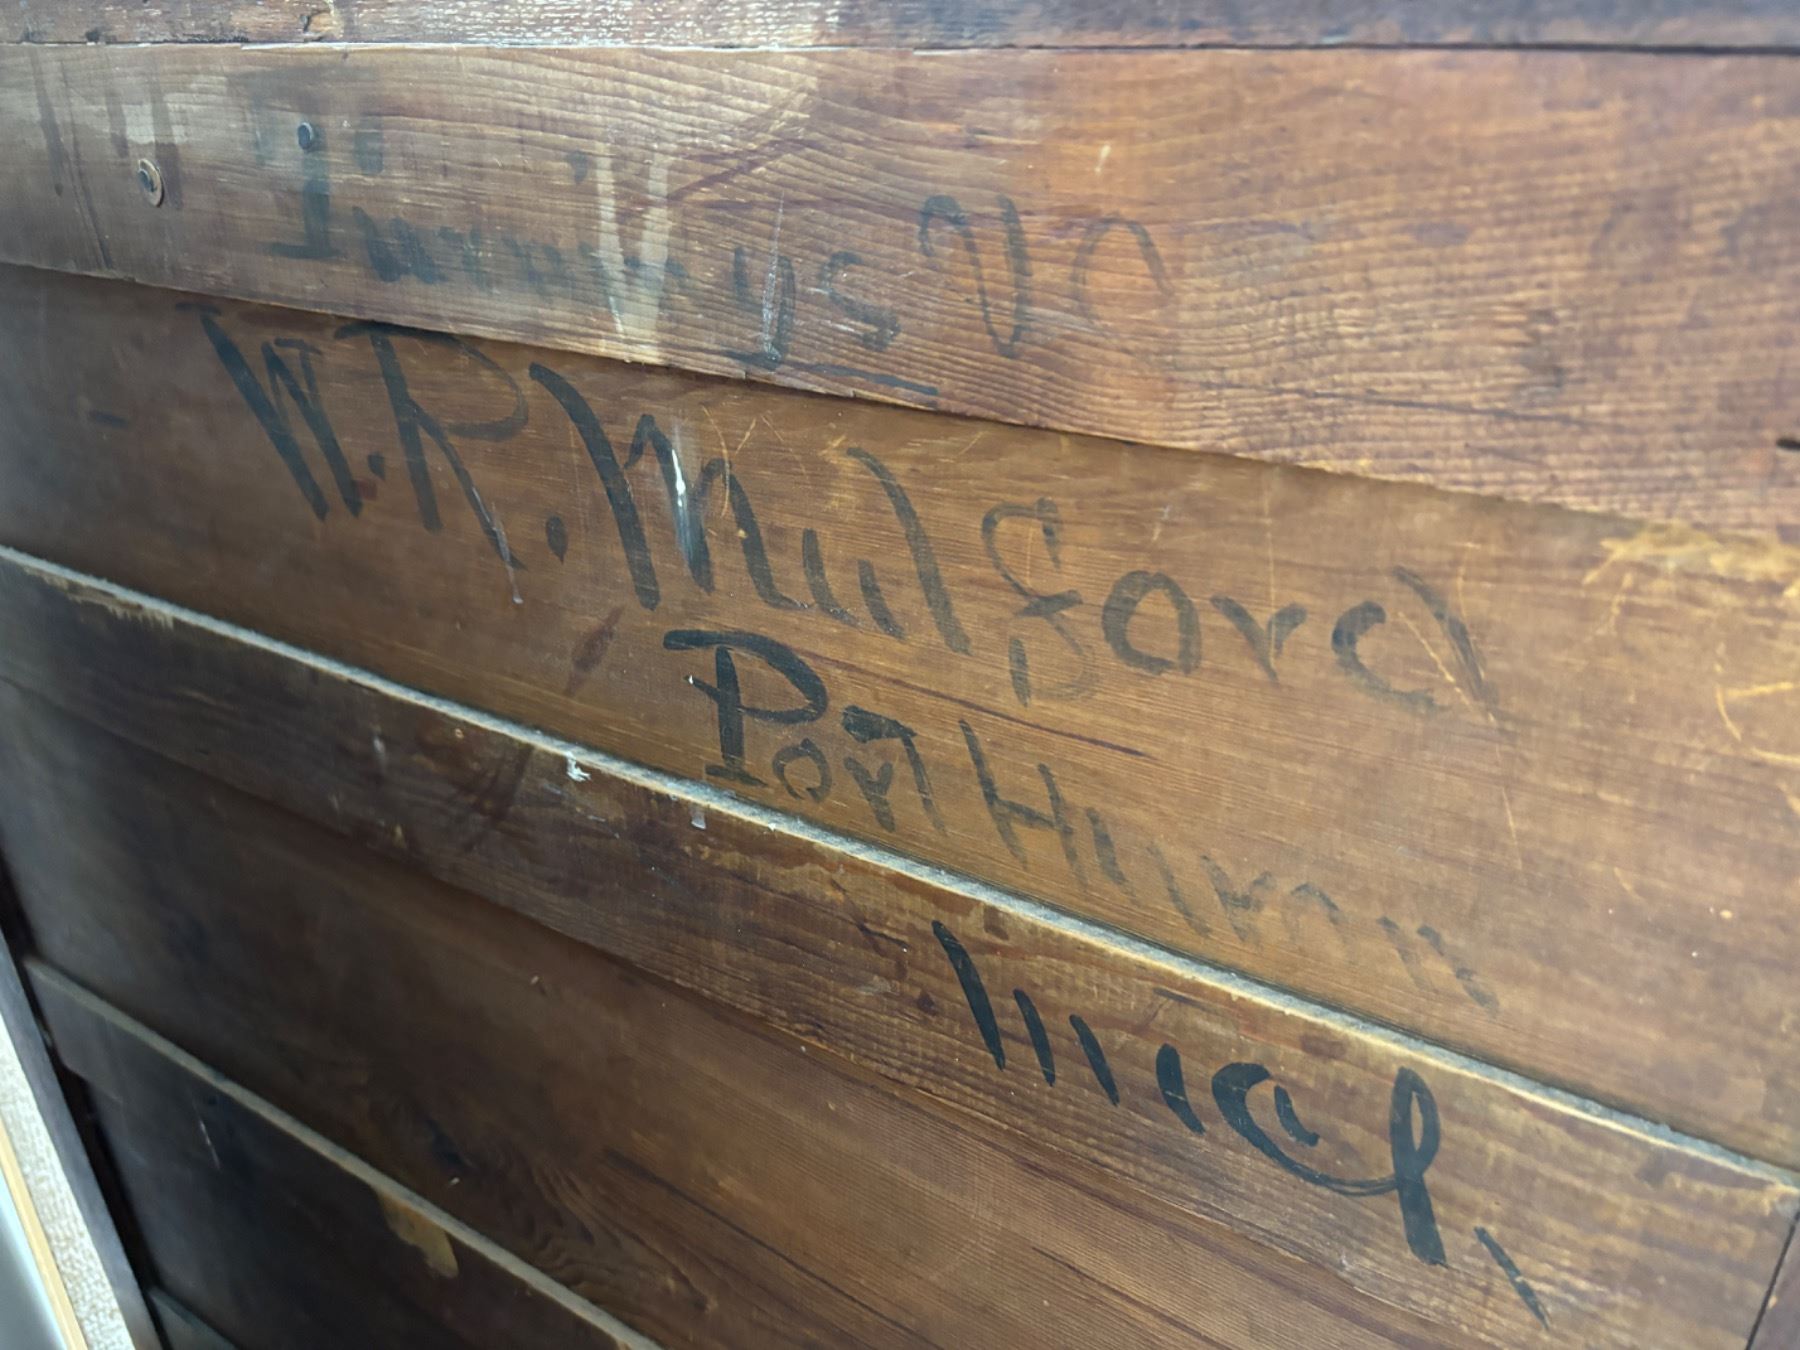 W.R. Mulford
Port Huron
Mich,